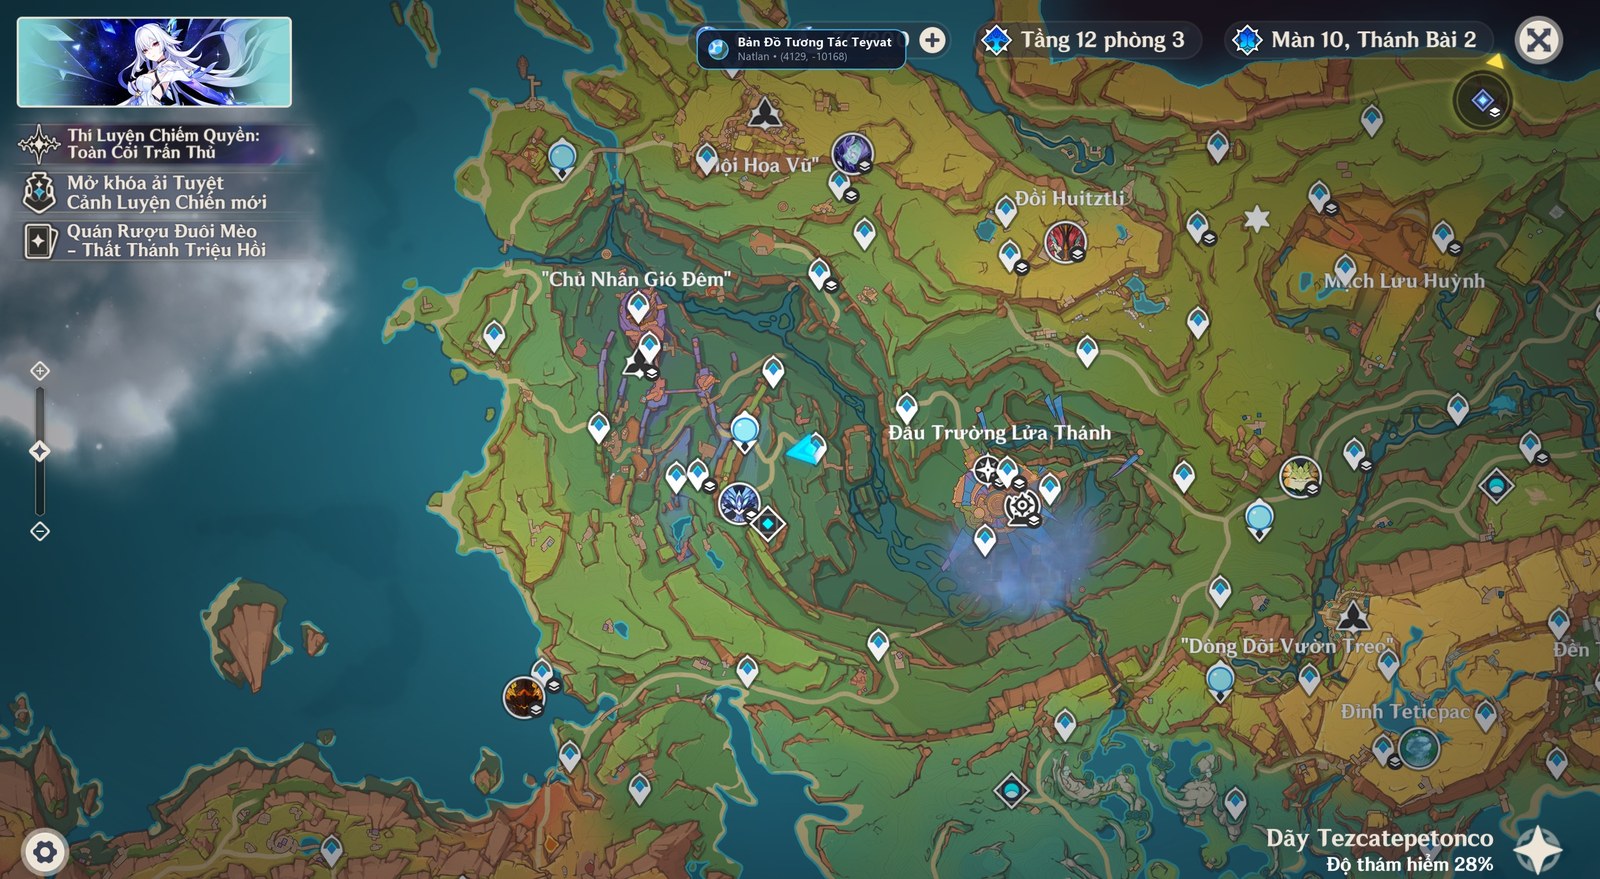 Bản Đồ Tương Tác Teyvat
Natlan • (4129, -10168)
Tầng 12 phòng 3
Màn 10, Thánh Bài 2
Thí Luyện Chiếm Quyền:
Toàn Cõi Trấn Thủ
Mở khóa ải Tuyệt
Cảnh Luyện Chiến mới
Quán Rượu Đuôi Mèo
- Thất Thánh Triệu Hồi
ội Hoa Vũ"
Đồi Huitztli
"Chủ Nhân Gió Đêm"
Mạch Lưu Huỳnh
Đấu Trường Lửa Thánh
"Dòng Dõi Vườn Treo"
Đền
Đỉnh Teticpac
Dãy Tezcatepetonco
Độ thám hiểm 28%